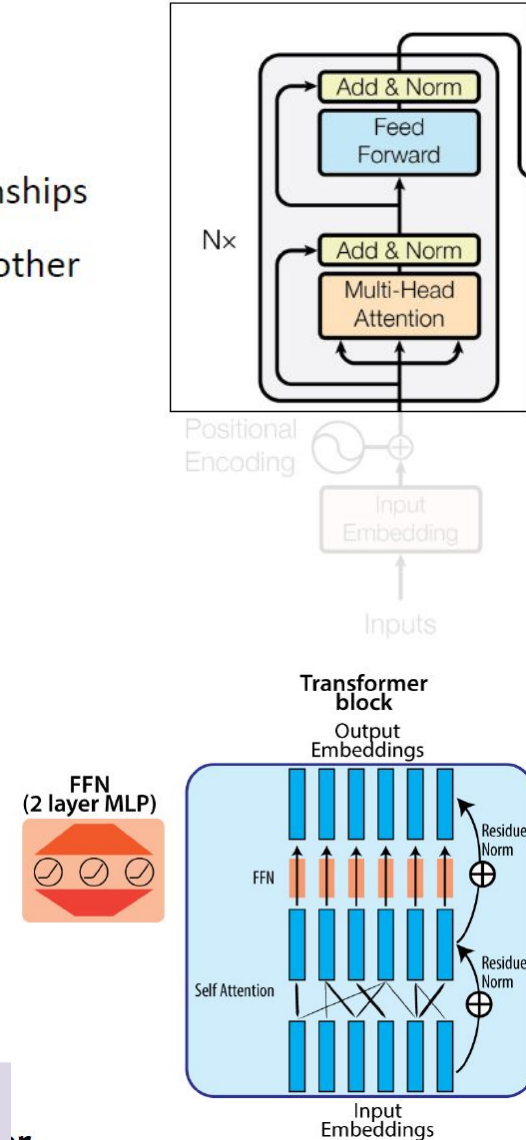 nships
other
Add & Norm
Feed
Forward
N×
Add & Norm
Multi-Head
Attention
Positional
Encoding
Input
Embedding
Inputs
Transformer
block
Output
Embeddings
FFN
(2 layer MLP)
Residue
Norm
FFN
Residue
Norm
Self Attention
Input
Embeddings